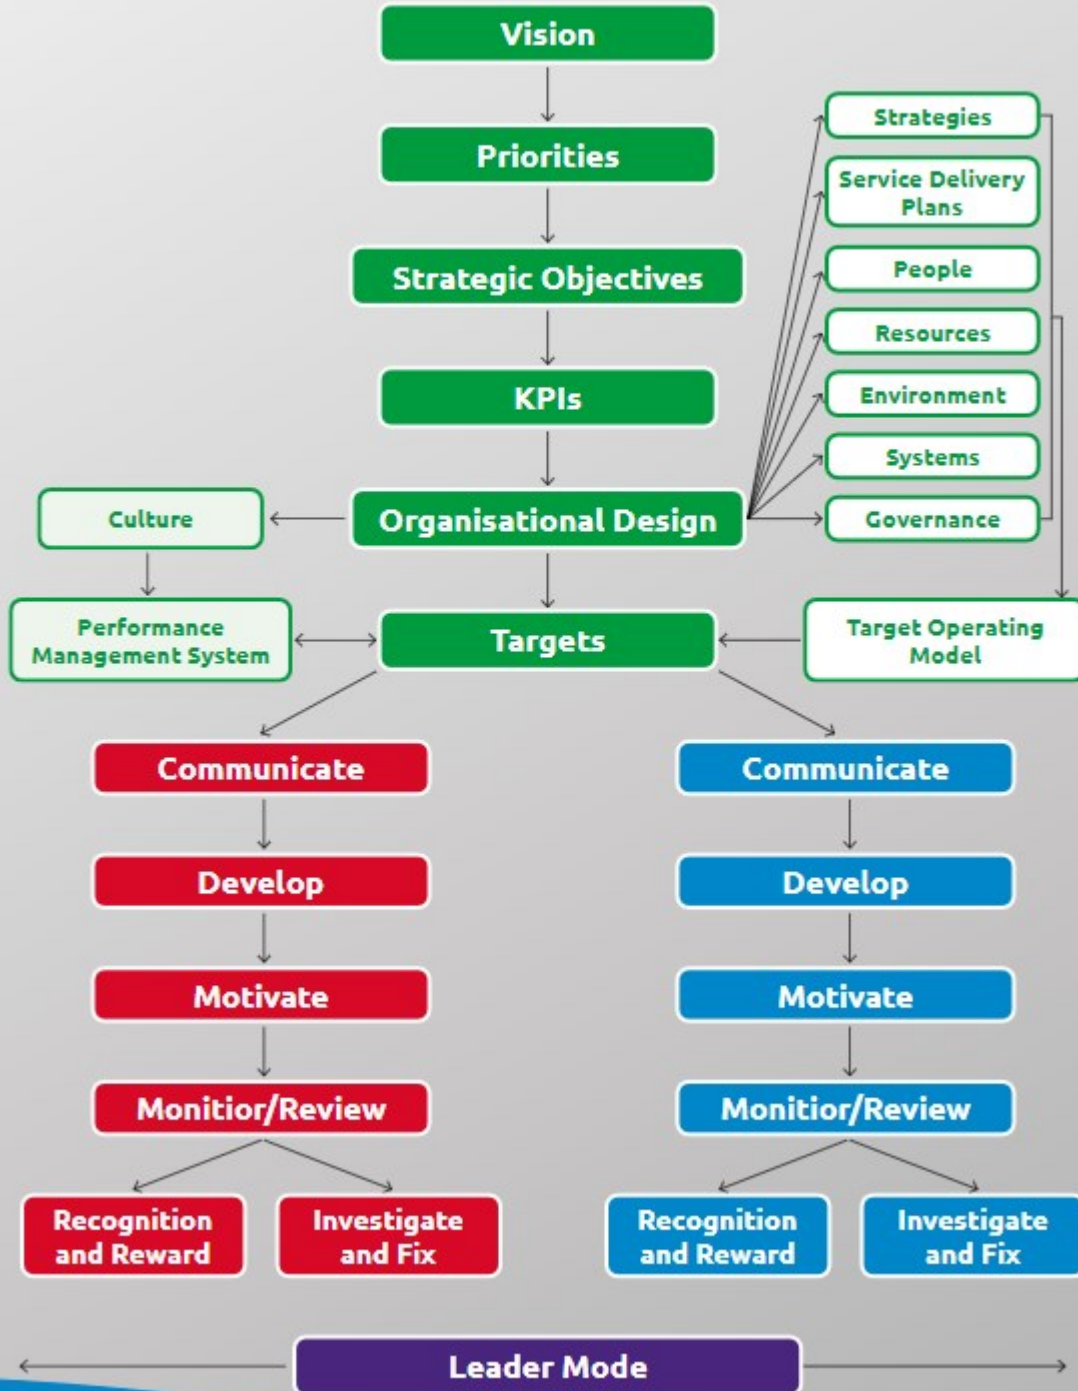 Vision
Priorities
Strategic Objectives
KPIs
Organisational Design
Strategies
Service Delivery
Plans
People
Resources
Environment
Systems
Governance
Culture
Performance
Management System
Targets
Target Operating
Model
Communicate
Develop
Motivate
Monitior/Review
Recognition
and Reward
Investigate
and Fix
Communicate
Develop
Motivate
Monitior/Review
Recognition
and Reward
Investigate
and Fix
Leader Mode